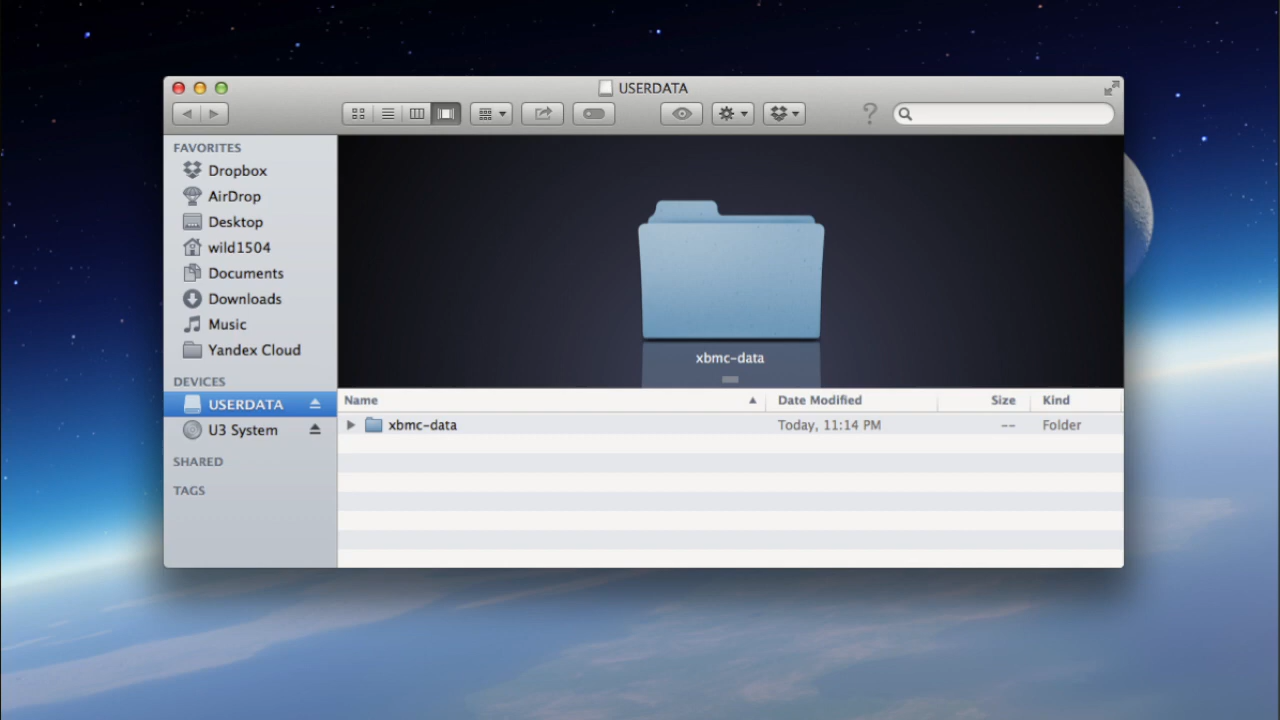 USERDATA
?
FAVORITES
Dropbox
AirDrop
Desktop
wild1504
Documents
Downloads
Music
Yandex Cloud
DEVICES
USERDATA
U3 System
SHARED
TAGS
xbmc-data
Name Date Modified Size Kind
xbmc-data Today, 11:14 PM -- Folder